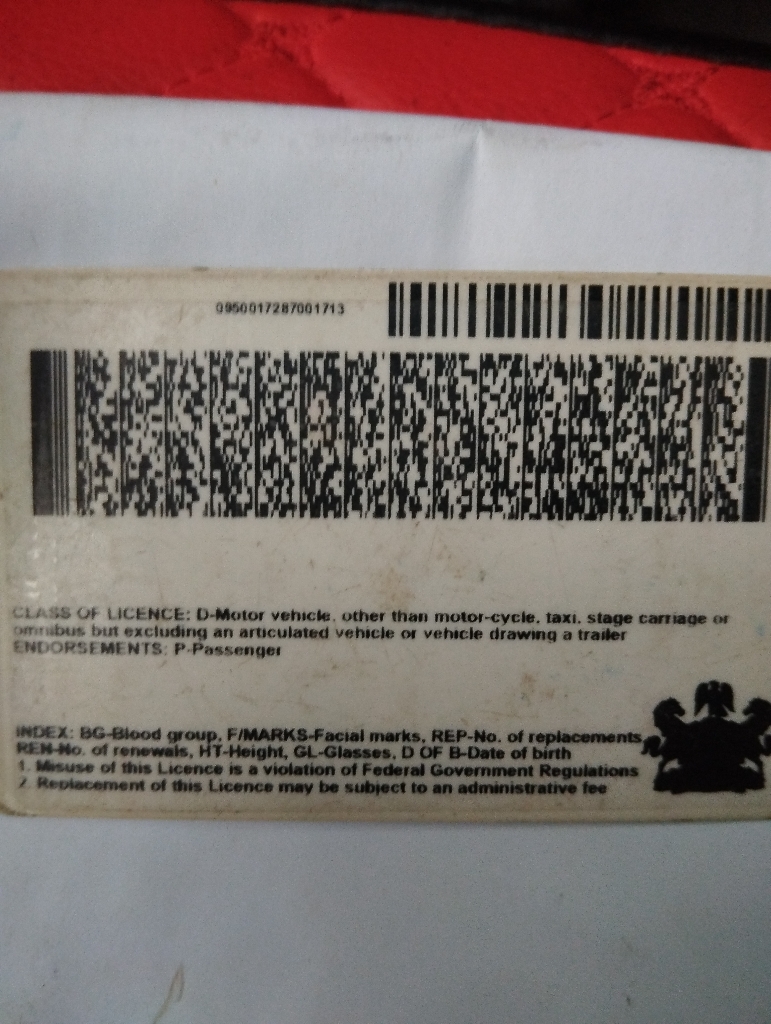 0950017287001713
CLASS OF LICENCE: D-Motor vehicle, other than motor-cycle, taxi, stage carriage or
omnibus but excluding an articulated vehicle or vehicle drawing a trailer
ENDORSEMENTS: P-Passenger
INDEX: BG-Blood group, F/MARKS-Facial marks, REP-No. of replacements,
REN-No. of renewals, HT-Height, GL-Glasses, D OF B-Date of birth
1. Misuse of this Licence is a violation of Federal Government Regulations
2. Replacement of this Licence may be subject to an administrative fee